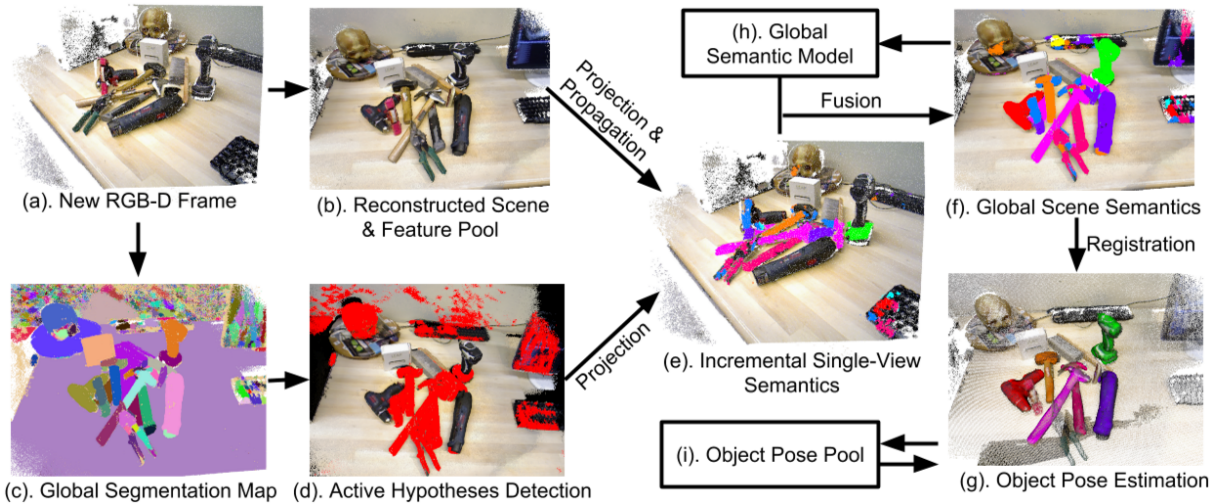 (a). New RGB-D Frame
(b). Reconstructed Scene
& Feature Pool
Projection &
Propagation
(h). Global
Semantic Model
Fusion
(f). Global Scene Semantics
Registration
(c). Global Segmentation Map
(d). Active Hypotheses Detection
Projection
(e). Incremental Single-View
Semantics
(i). Object Pose Pool
(g). Object Pose Estimation